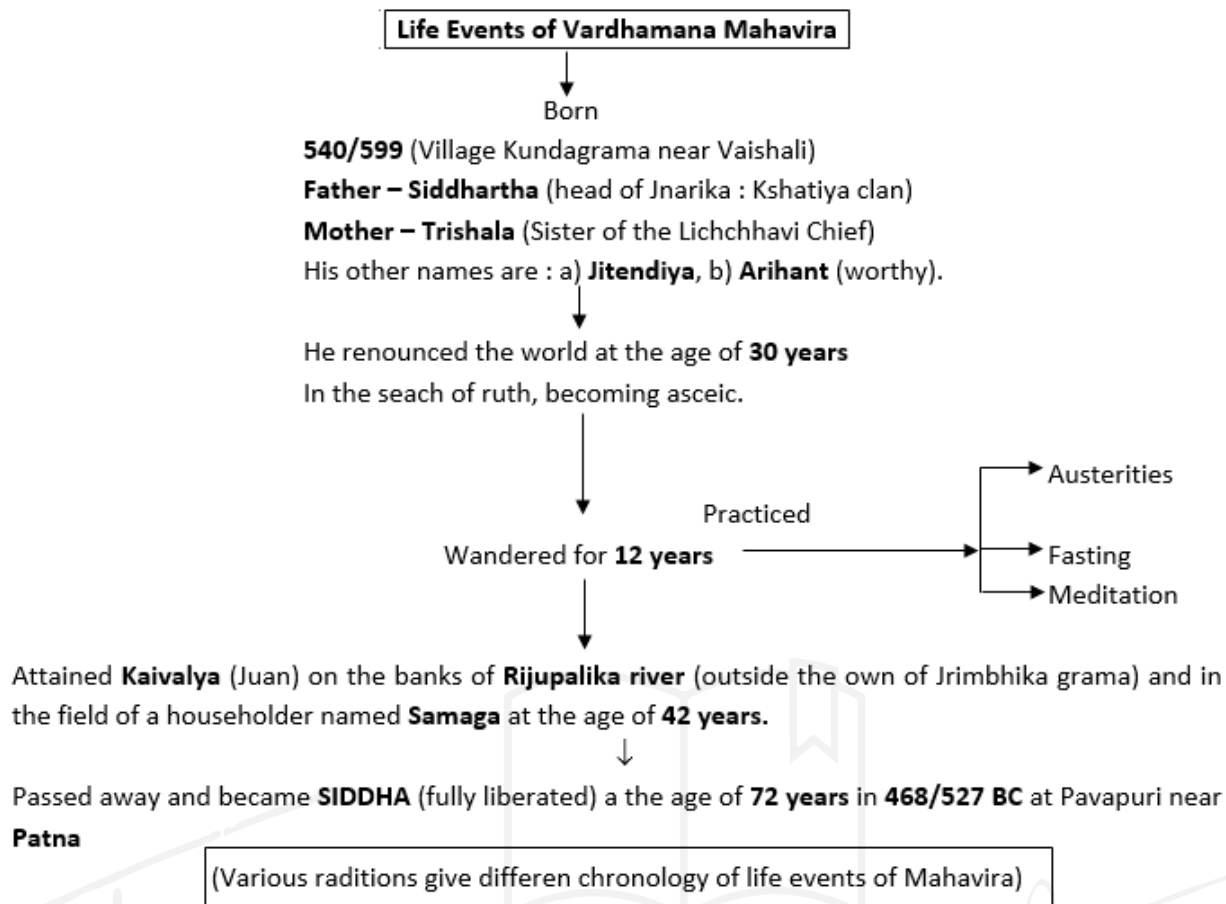 Life Events of Vardhamana Mahavira
Born
540/599 (Village Kundagrama near Vaishali)
Father – Siddhartha (head of Jnarika : Kshatiya clan)
Mother – Trishala (Sister of the Lichchhavi Chief)
His other names are : a) Jitendiya, b) Arihant (worthy).
He renounced the world at the age of 30 years
In the seach of ruth, becoming asceic.
Wandered for 12 years
Practiced
Austerities
Fasting
Meditation
Attained Kaivalya (Juan) on the banks of Rijupalika river (outside the own of Jrimbhika grama) and in
the field of a householder named Samaga at the age of 42 years.
Passed away and became SIDDHA (fully liberated) a the age of 72 years in 468/527 BC at Pavapuri near
Patna
(Various raditions give differen chronology of life events of Mahavira)